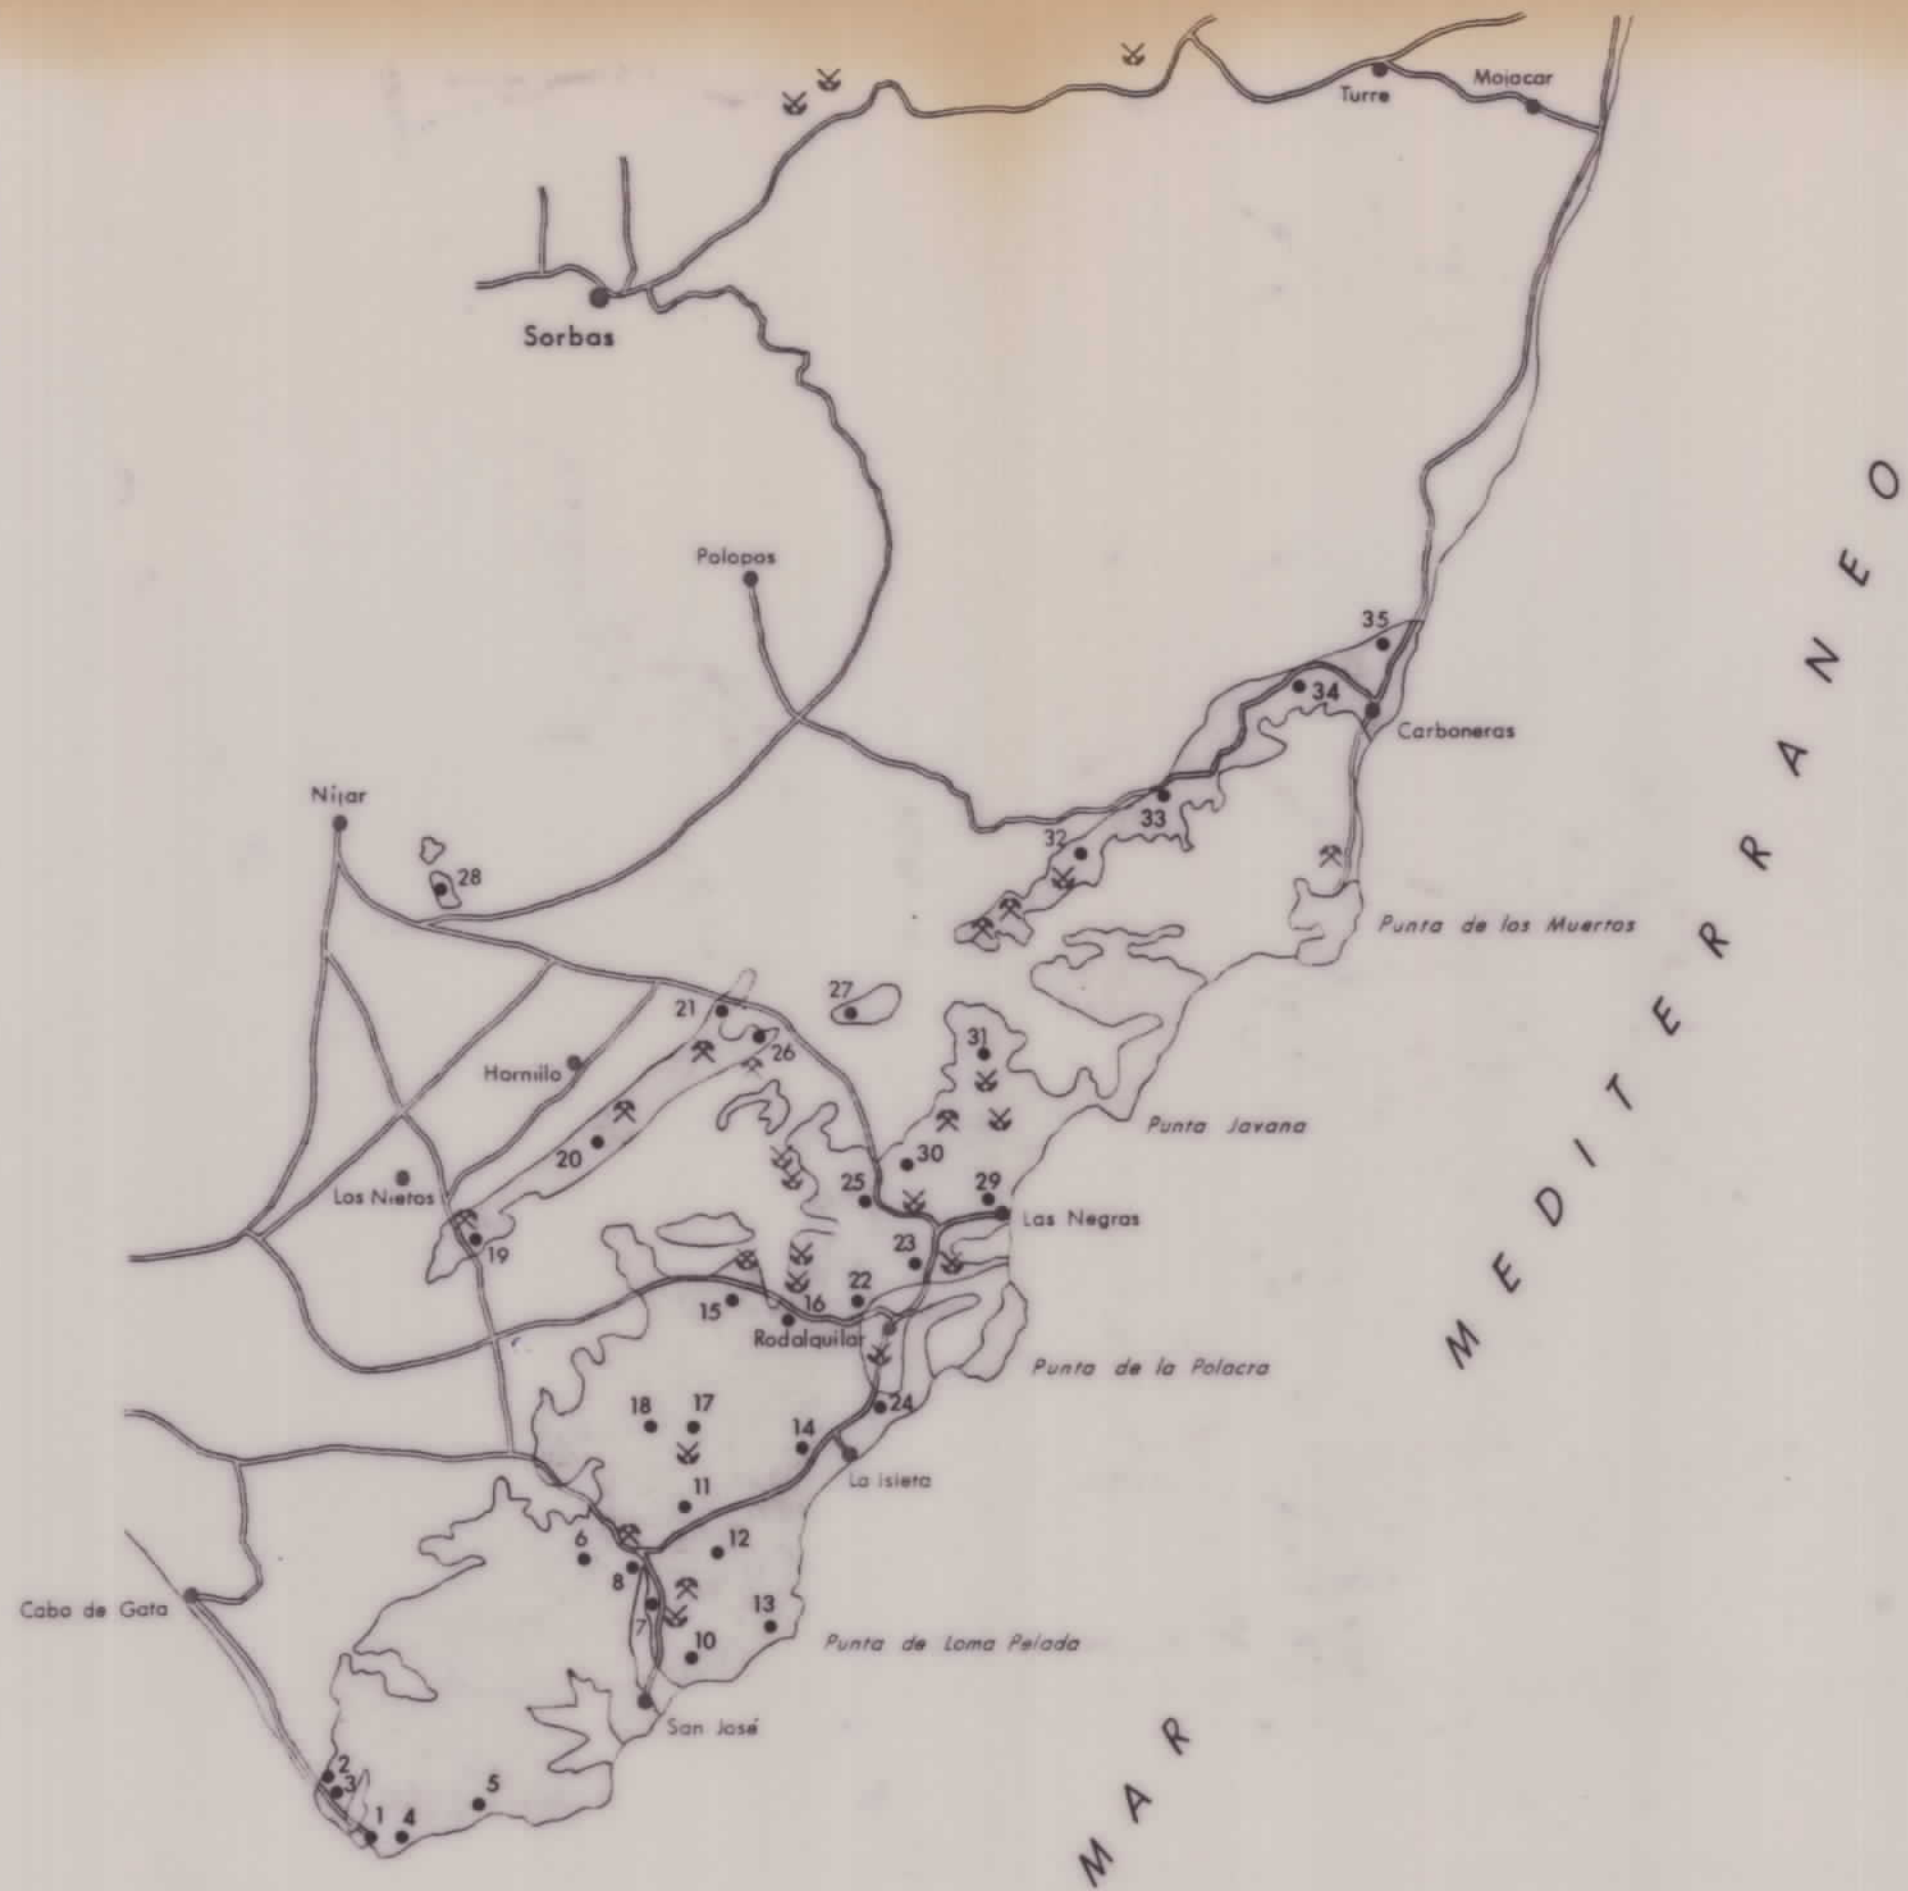 Mojacar
Turre
Sorbas
Polopos
35
34
Carboneras
Níjar
33
32
28
Punta de los Muertos
27
21
31
26
Hornillo
Punta Javana
30
20
Los Nietos
25
29
Las Negras
19
23
22
16
15
Rodalquilar
Punta de la Polacra
24
18
17
14
La Isleta
11
6
12
8
Cabo de Gata
13
7
10
Punta de Loma Pelada
San José
2
3
5
1
4
MAR MEDITERRANEO